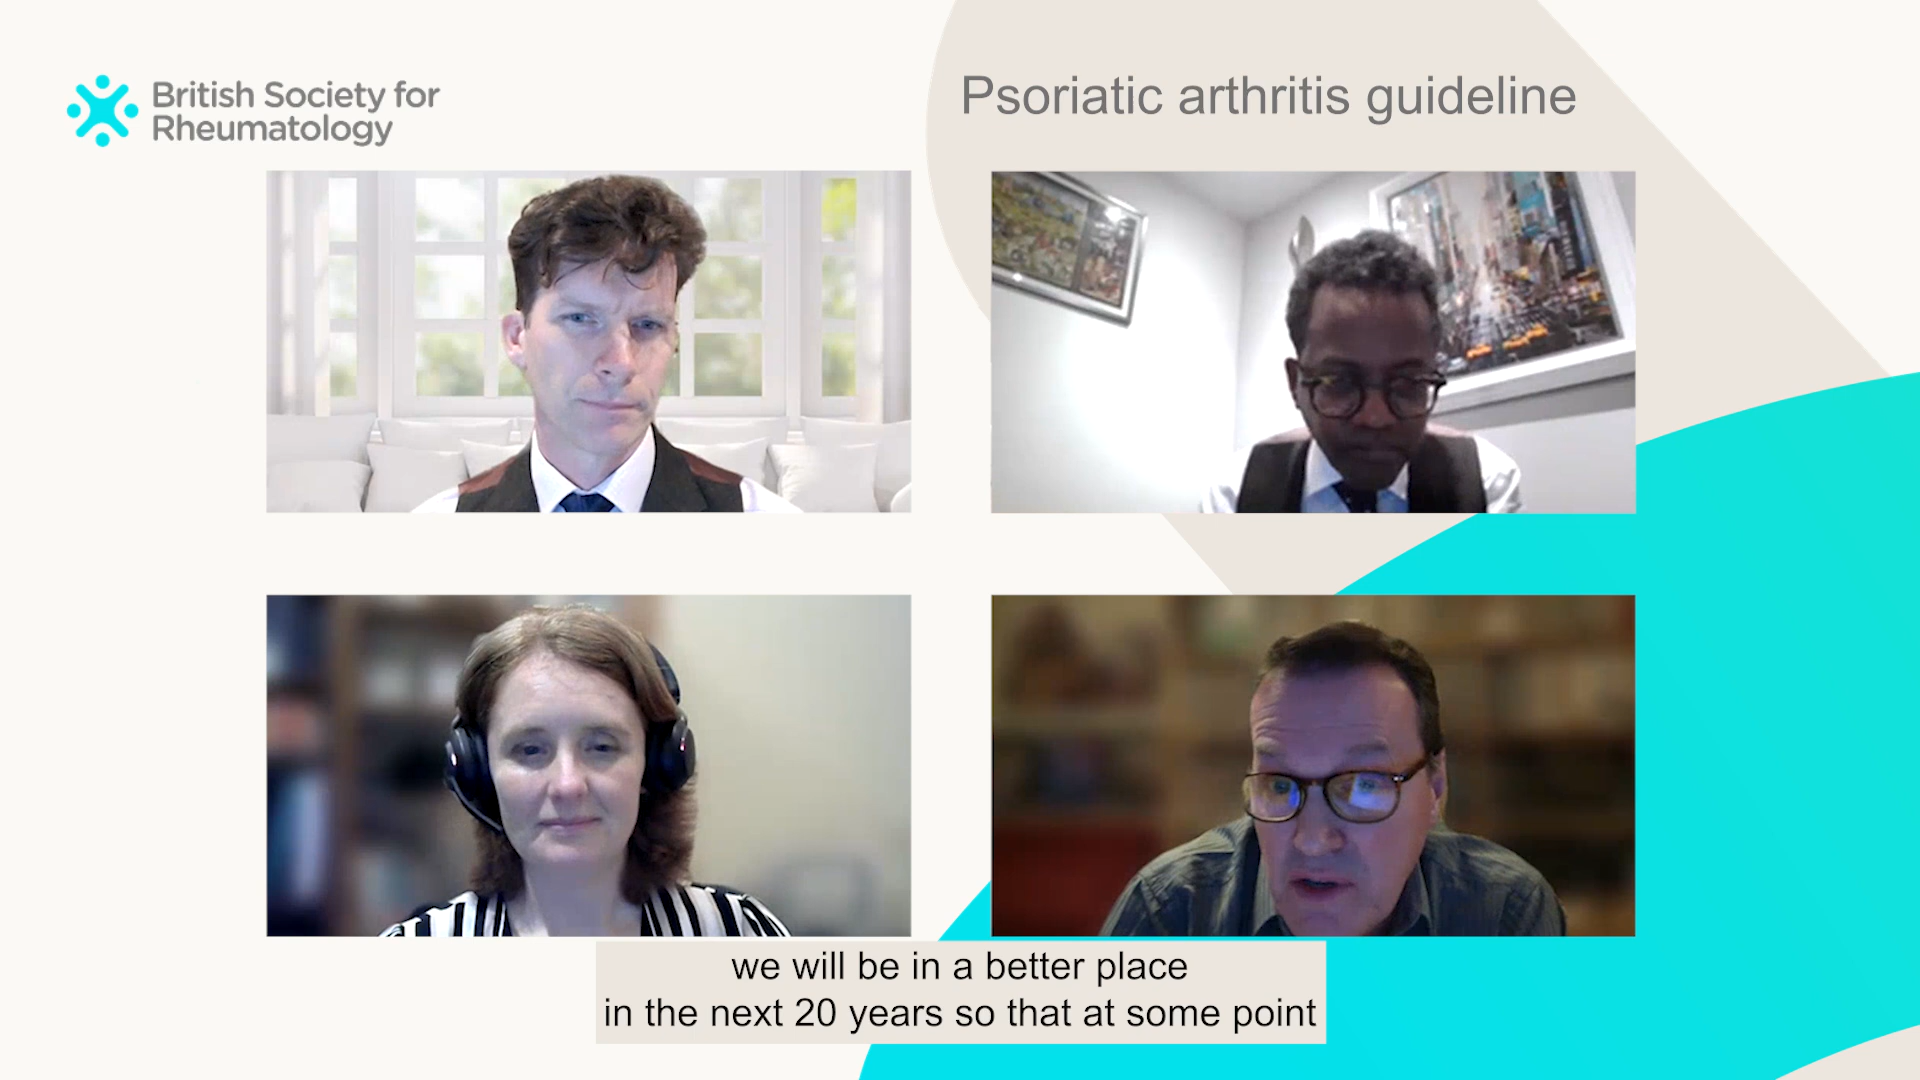 British Society for
Rheumatology
Psoriatic arthritis guideline
we will be in a better place
in the next 20 years so that at some point